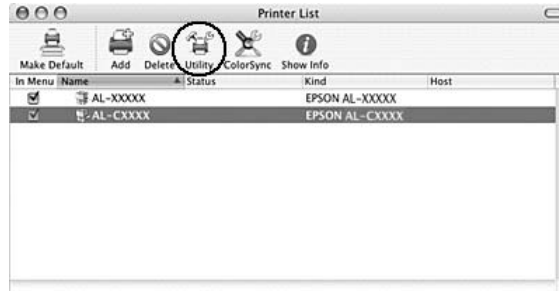 Printer List
Make Default Add Delete Utility ColorSync Show Info
In Menu Name Status Kind Host
AL-XXXXX EPSON AL-XXXXX
AL-CXXXX EPSON AL-CXXXX